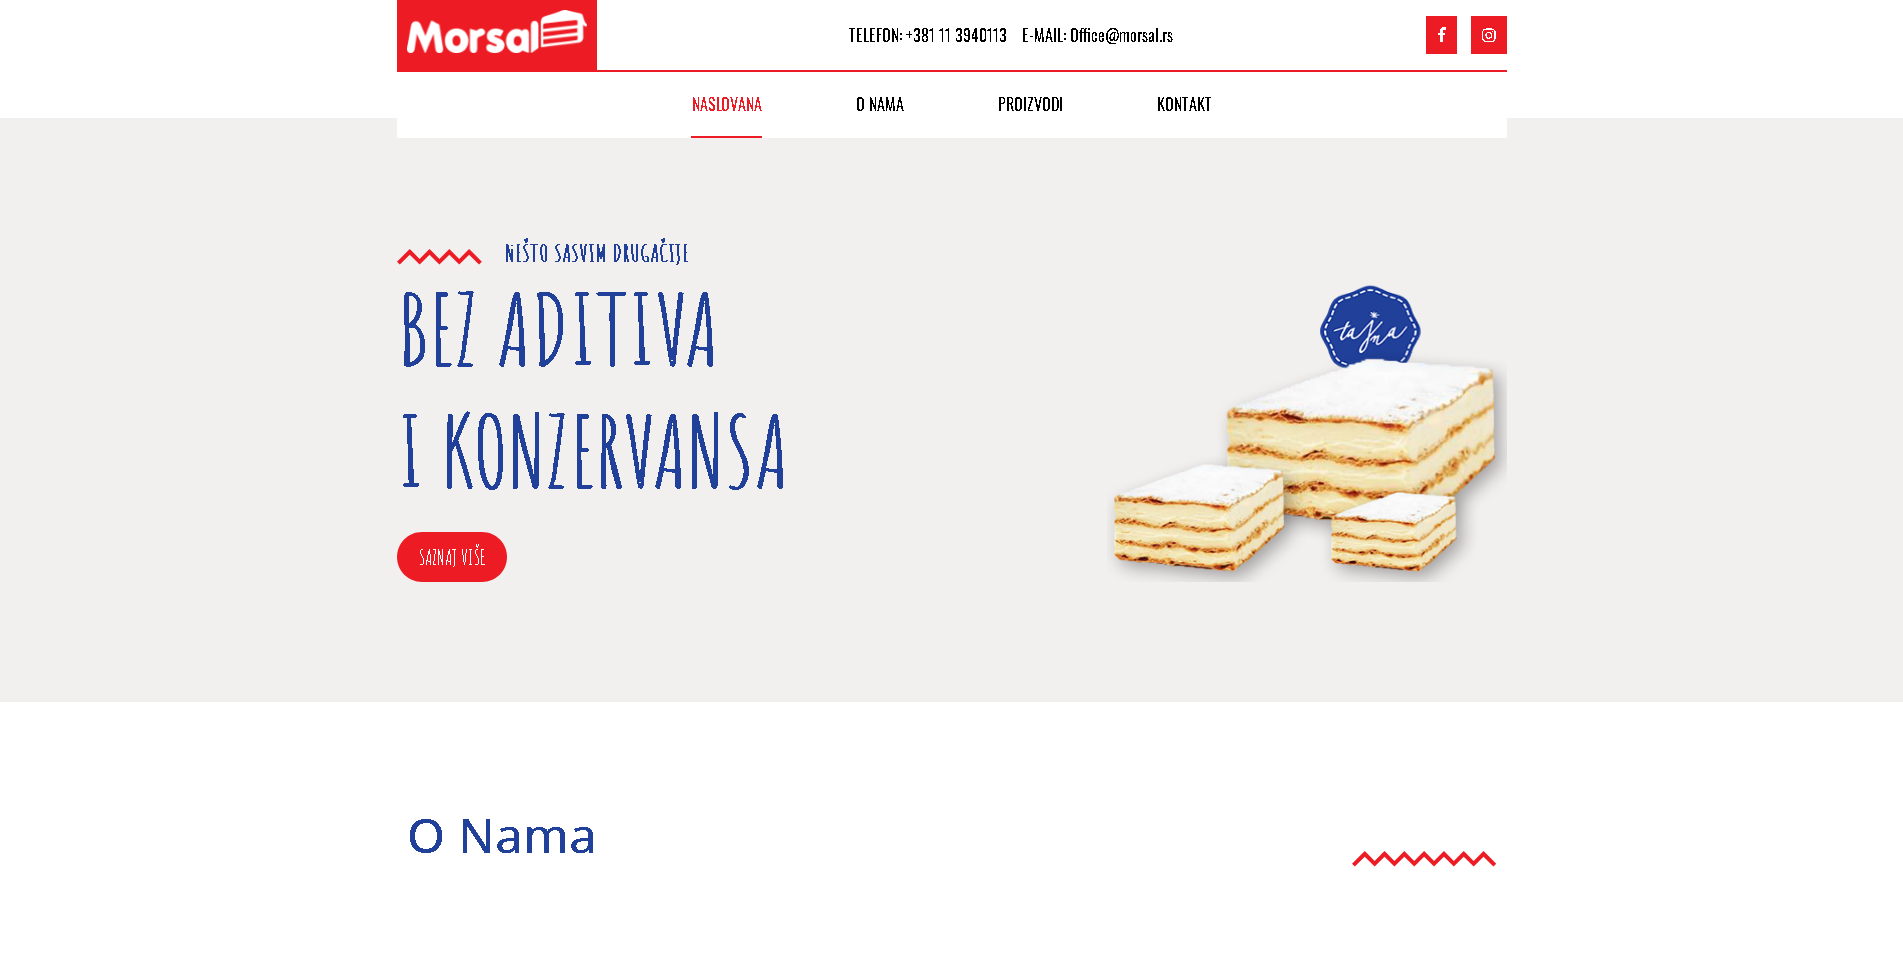 Morsal
TELEFON: +381 11 3940113 E-MAIL: Office@morsal.rs
NASLOVANA O NAMA PROIZVODI KONTAKT
NEŠTO SASVIM DRUGAČIJE
BEZ ADITIVA
I KONZERVANSA
tajna
SAZNAJ VIŠE
O Nama